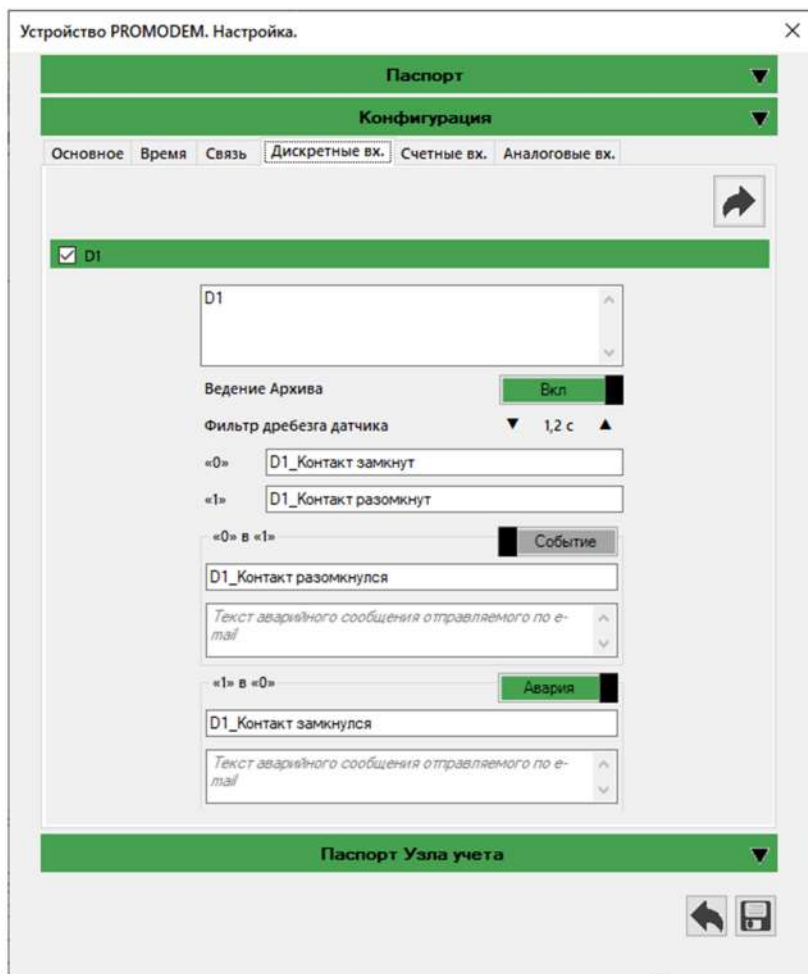 Устройство PROMODEM. Настройка.
Паспорт
Конфигурация
Основное Время Связь Дискретные вх. Счетные вх. Аналоговые вх.
D1
D1
Ведение Архива Вкл
Фильтр дребезга датчика 1,2 с
«0» D1_Контакт замкнут
«1» D1_Контакт разомкнут
«0» в «1» Событие
D1_Контакт разомкнулся
Текст аварийного сообщения отправляемого по e-
mail
«1» в «0» Авария
D1_Контакт замкнулся
Текст аварийного сообщения отправляемого по e-
mail
Паспорт Узла учета